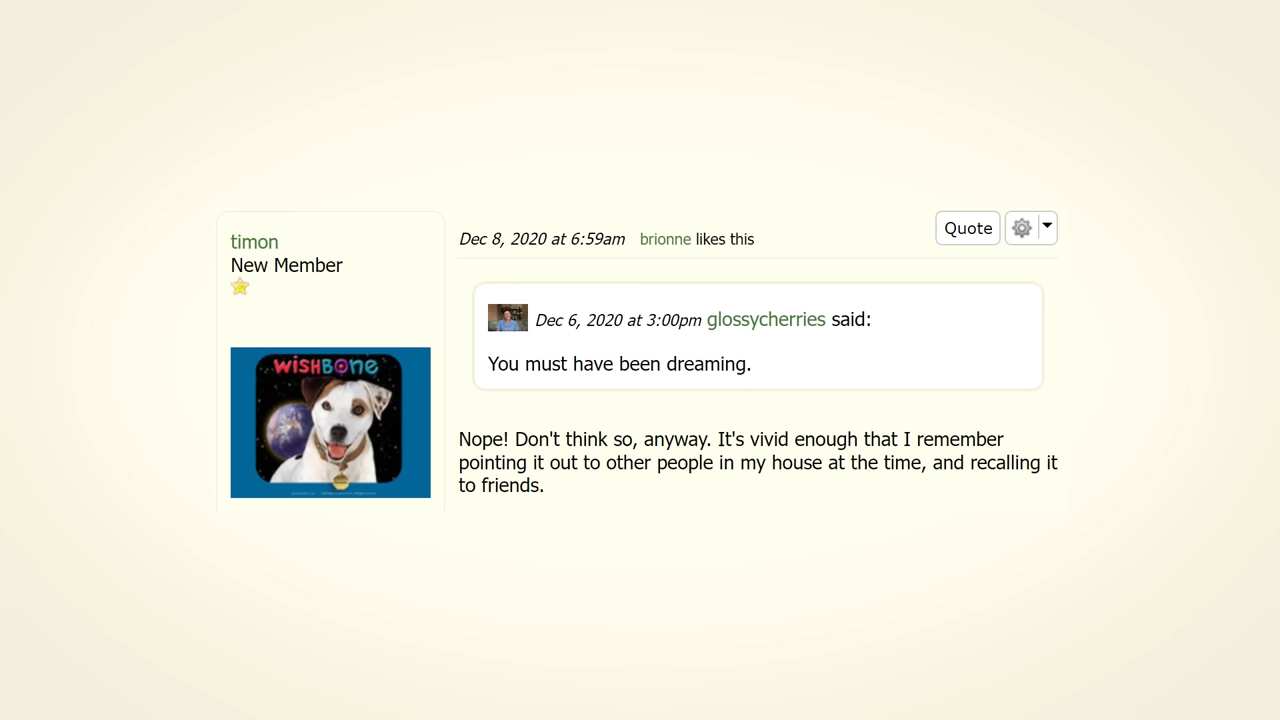 timon
New Member
WISHBONE
Dec 8, 2020 at 6:59am brionne likes this
Quote
Dec 6, 2020 at 3:00pm glossycherries said:
You must have been dreaming.
Nope! Don't think so, anyway. It's vivid enough that I remember
pointing it out to other people in my house at the time, and recalling it
to friends.